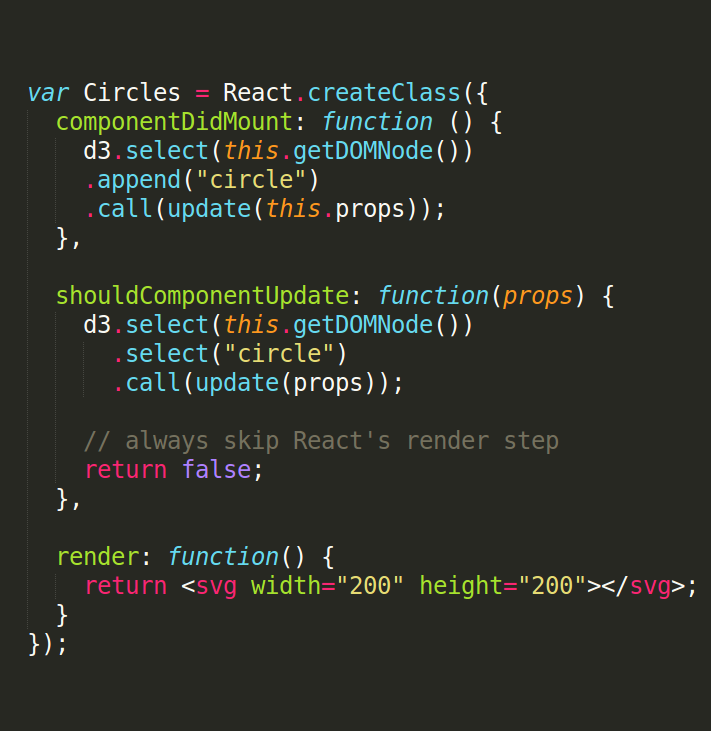 var Circles = React.createClass({
  componentDidMount: function () {
    d3.select(this.getDOMNode())
    .append("circle")
    .call(update(this.props));
  },

  shouldComponentUpdate: function(props) {
    d3.select(this.getDOMNode())
      .select("circle")
      .call(update(props));

    // always skip React's render step
    return false;
  },

  render: function() {
    return <svg width="200" height="200"></svg>;
  }
});